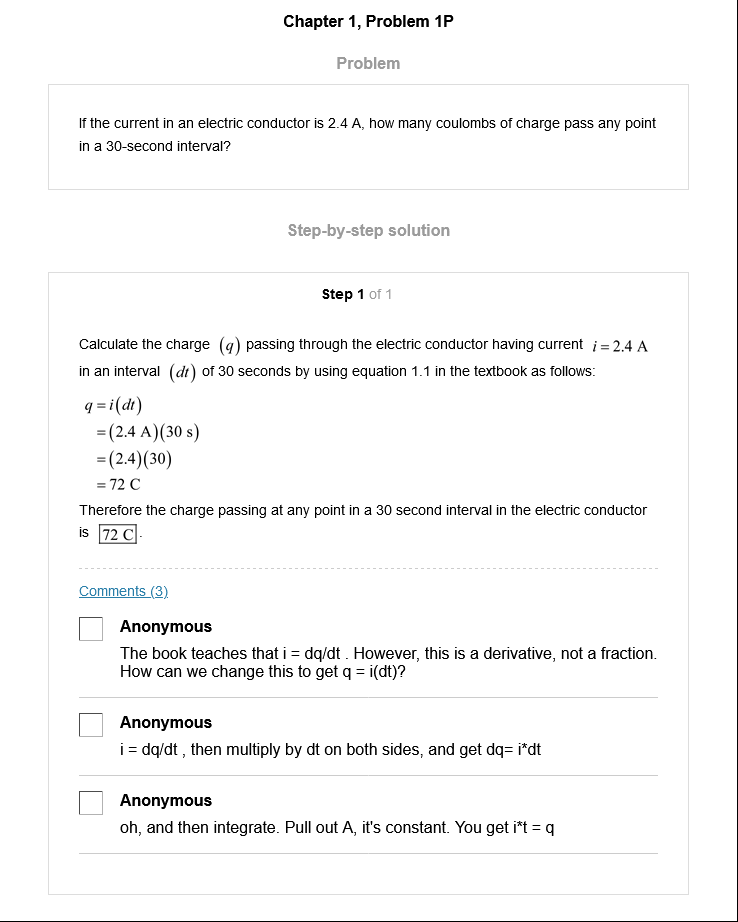 Chapter 1, Problem 1P
Problem
If the current in an electric conductor is 2.4 A, how many coulombs of charge pass any point
in a 30-second interval?
Step-by-step solution
Step 1 of 1
Calculate the charge (q) passing through the electric conductor having current i = 2.4 A
in an interval (dt) of 30 seconds by using equation 1.1 in the textbook as follows:
q = i(dt)
= (2.4 A)(30 s)
= (2.4)(30)
= 72 C
Therefore the charge passing at any point in a 30 second interval in the electric conductor
is 72 C.
Comments (3)
Anonymous
The book teaches that i = dq/dt . However, this is a derivative, not a fraction.
How can we change this to get q = i(dt)?
Anonymous
i = dq/dt , then multiply by dt on both sides, and get dq= i*dt
Anonymous
oh, and then integrate. Pull out A, it's constant. You get i*t = q